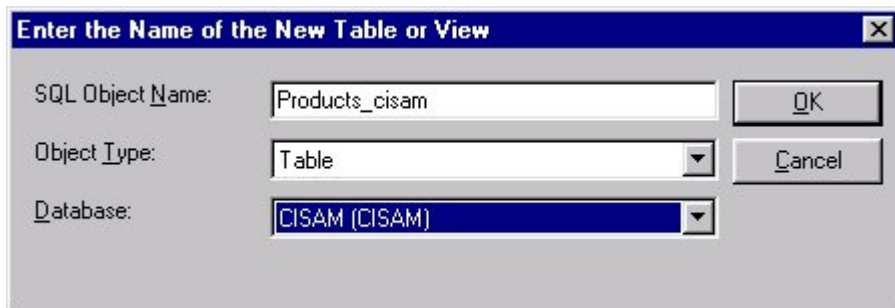 Enter the Name of the New Table or View
SQL Object Name: Products_cisam OK
Object Type: Table Cancel
Database: CISAM (CISAM)